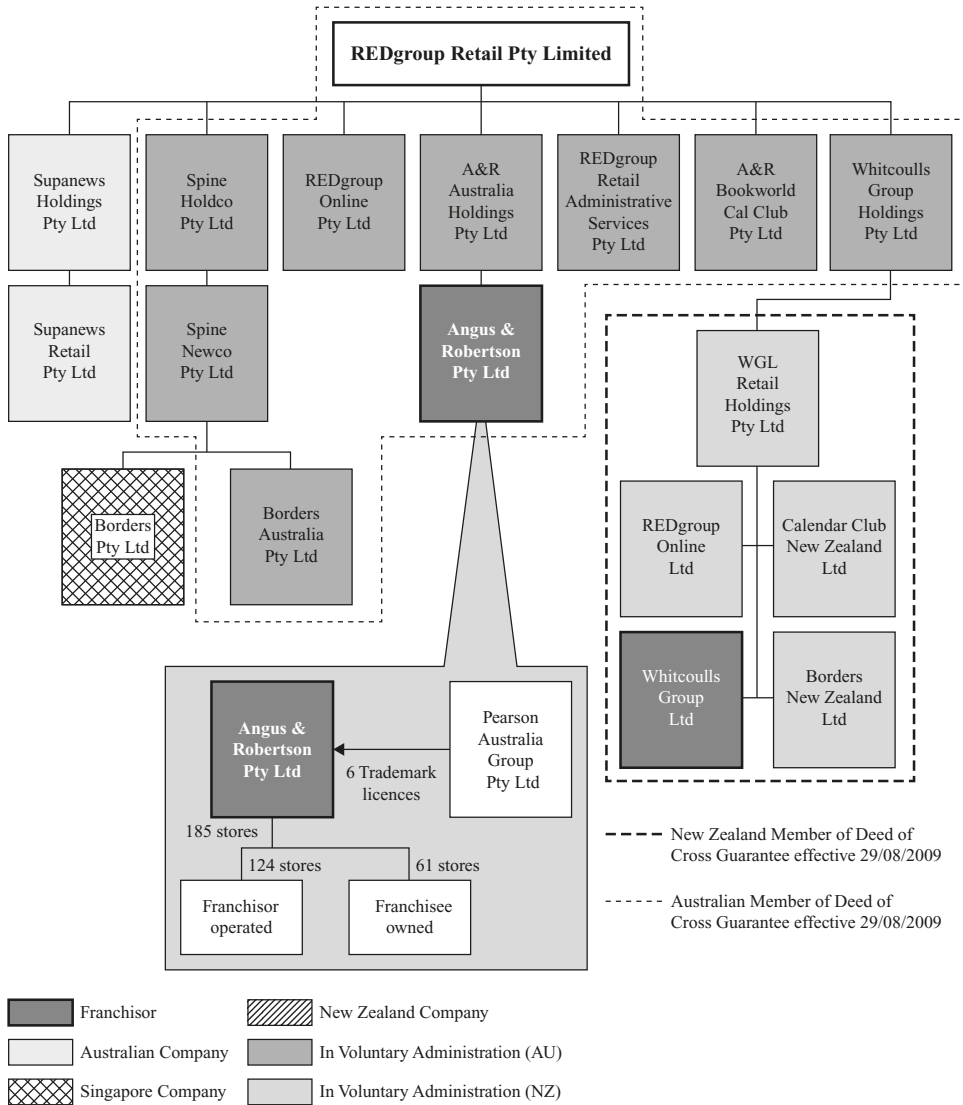 REDgroup Retail Pty Limited
Supanews
Holdings
Pty Ltd
Spine
Holdco
Pty Ltd
REDgroup
Online
Pty Ltd
A&R
Australia
Holdings
Pty Ltd
REDgroup
Retail
Administrative
Services
Pty Ltd
A&R
Bookworld
Cal Club
Pty Ltd
Whitcoulls
Group
Holdings
Pty Ltd
Supanews
Retail
Pty Ltd
Spine
Newco
Pty Ltd
Angus &
Robertson
Pty Ltd
WGL
Retail
Holdings
Pty Ltd
Borders
Pty Ltd
Borders
Australia
Pty Ltd
REDgroup
Online
Ltd
Calendar Club
New Zealand
Ltd
Whitcoulls
Group
Ltd
Borders
New Zealand
Ltd
Angus &
Robertson
Pty Ltd
6 Trademark
licences
Pearson
Australia
Group
Pty Ltd
185 stores
124 stores
61 stores
Franchisor
operated
Franchisee
owned
New Zealand Member of Deed of
Cross Guarantee effective 29/08/2009
Australian Member of Deed of
Cross Guarantee effective 29/08/2009
Franchisor
New Zealand Company
Australian Company
In Voluntary Administration (AU)
Singapore Company
In Voluntary Administration (NZ)